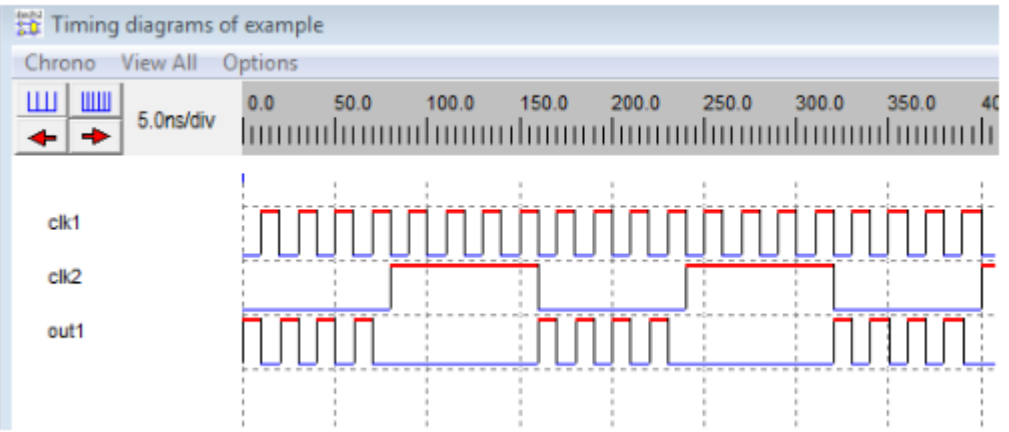 Timing diagrams of example
Chrono View All Options
5.0ns/div
0.0 50.0 100.0 150.0 200.0 250.0 300.0 350.0 40
clk1
clk2
out1